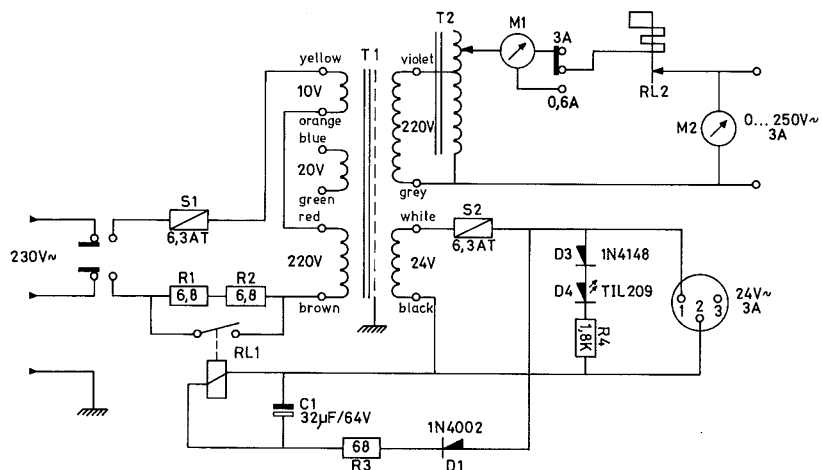 T2
M1
3A
0,6A
RL2
M2
0...250V~
3A
yellow
T1
violet
10V
orange
blue
220V
20V
green
grey
red
white
S1
6,3AT
S2
6,3AT
230V~
220V
24V
R1
6,8
R2
6,8
brown
black
RL1
D3
1N4148
D4
TIL209
R4
1,8K
1
2
3
24V~
3A
C1
32µF/64V
68
R3
1N4002
D1